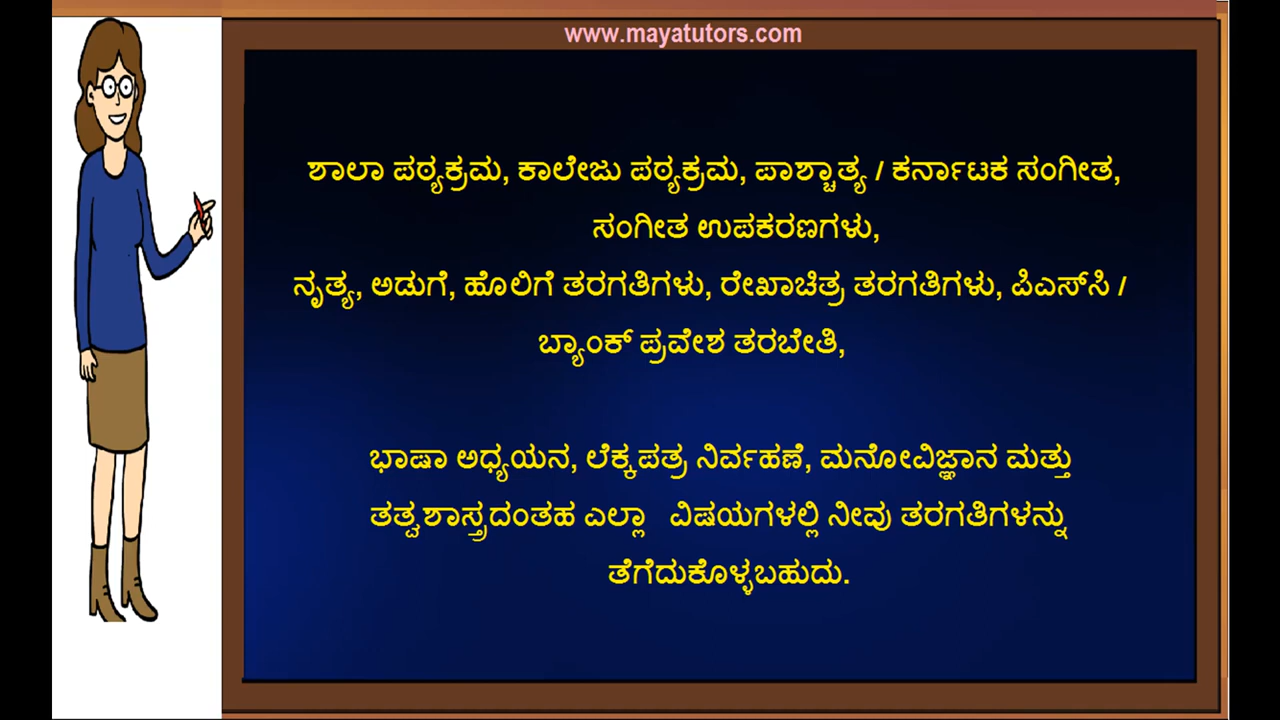 www.mayatutors.com
ಶಾಲಾ ಪಠ್ಯಕ್ರಮ, ಕಾಲೇಜು ಪಠ್ಯಕ್ರಮ, ಪಾಶ್ಚಾತ್ಯ / ಕರ್ನಾಟಕ ಸಂಗೀತ,
ಸಂಗೀತ ಉಪಕರಣಗಳು,
ನೃತ್ಯ, ಅಡುಗೆ, ಹೊಲಿಗೆ ತರಗತಿಗಳು, ರೇಖಾಚಿತ್ರ ತರಗತಿಗಳು, ಪಿಎಸ್‌ಸಿ /
ಬ್ಯಾಂಕ್ ಪ್ರವೇಶ ತರಬೇತಿ,
ಭಾಷಾ ಅಧ್ಯಯನ, ಲೆಕ್ಕಪತ್ರ ನಿರ್ವಹಣೆ, ಮನೋವಿಜ್ಞಾನ ಮತ್ತು
ತತ್ವಶಾಸ್ತ್ರದಂತಹ ಎಲ್ಲಾ ವಿಷಯಗಳಲ್ಲಿ ನೀವು ತರಗತಿಗಳನ್ನು
ತೆಗೆದುಕೊಳ್ಳಬಹುದು.